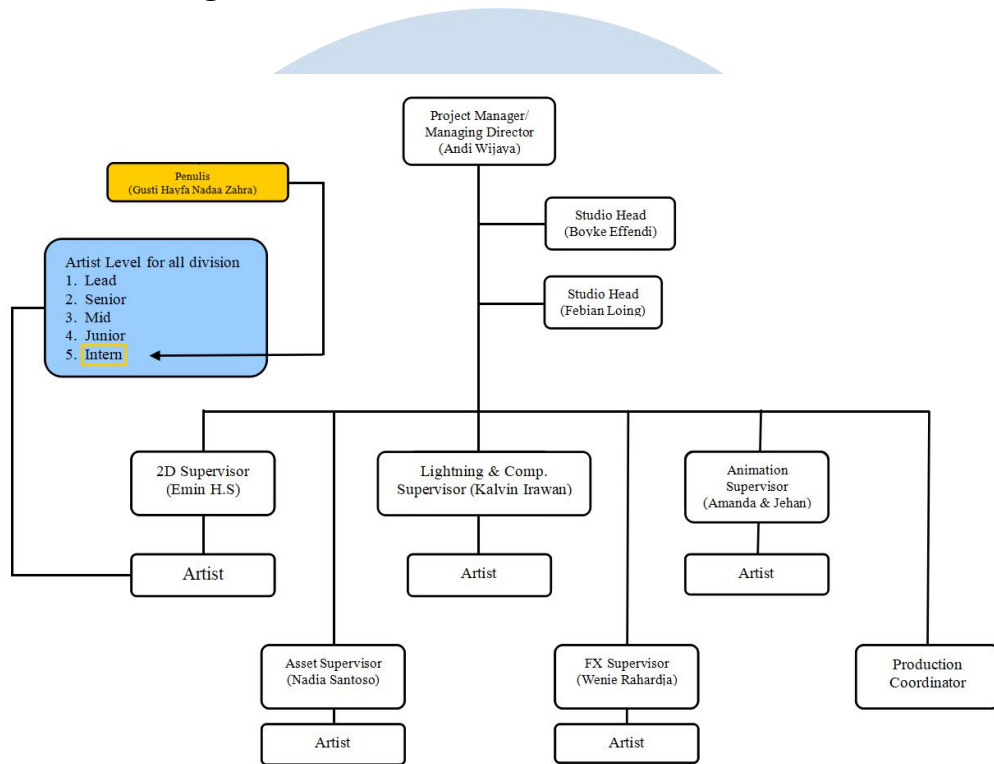 Project Manager/
Managing Director
(Andi Wijaya)
Penulis
(Gusti Hayfa Nadaa Zahra)
Studio Head
(Boyke Effendi)
Artist Level for all division
1. Lead
2. Senior
3. Mid
4. Junior
5. Intern
Studio Head
(Febian Loing)
2D Supervisor
(Emin H.S)
Lightning & Comp.
Supervisor (Kalvin Irawan)
Animation
Supervisor
(Amanda & Jehan)
Artist
Artist
Artist
Asset Supervisor
(Nadia Santoso)
FX Supervisor
(Wenie Rahardja)
Production
Coordinator
Artist
Artist